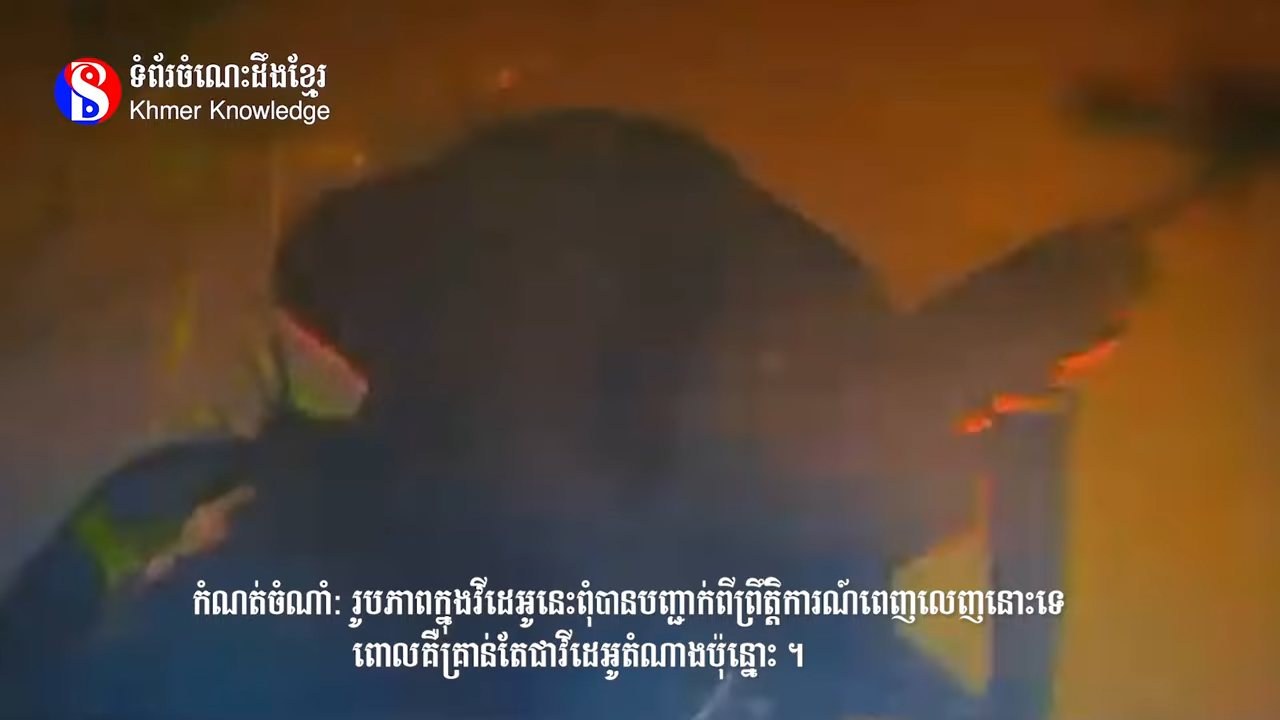 ទំព័រចំណេះដឹងខ្មែរ
Khmer Knowledge
កំណត់ចំណាំ: រូបភាពក្នុងវីដេអូនេះពុំបានបញ្ជាក់ពីព្រឹត្តិការណ៍ពេញលេញនោះទេ
ពោលគឺគ្រាន់តែជាវីដេអូតំណាងប៉ុន្នោះ ។